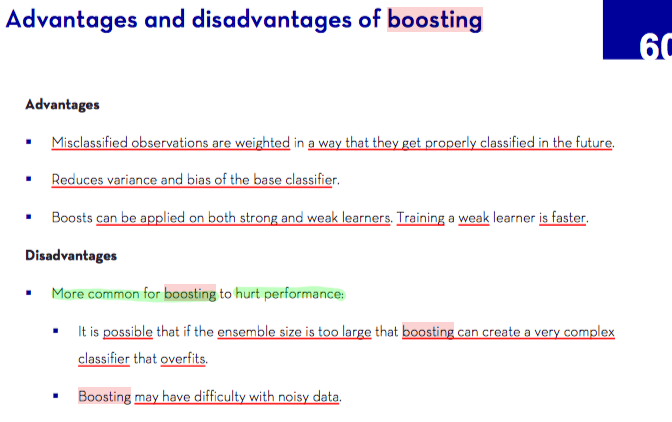 Advantages and disadvantages of boosting
60
Advantages
▪ Misclassified observations are weighted in a way that they get properly classified in the future.
▪ Reduces variance and bias of the base classifier.
▪ Boosts can be applied on both strong and weak learners. Training a weak learner is faster.
Disadvantages
▪ More common for boosting to hurt performance:
▪ It is possible that if the ensemble size is too large that boosting can create a very complex
classifier that overfits.
▪ Boosting may have difficulty with noisy data.